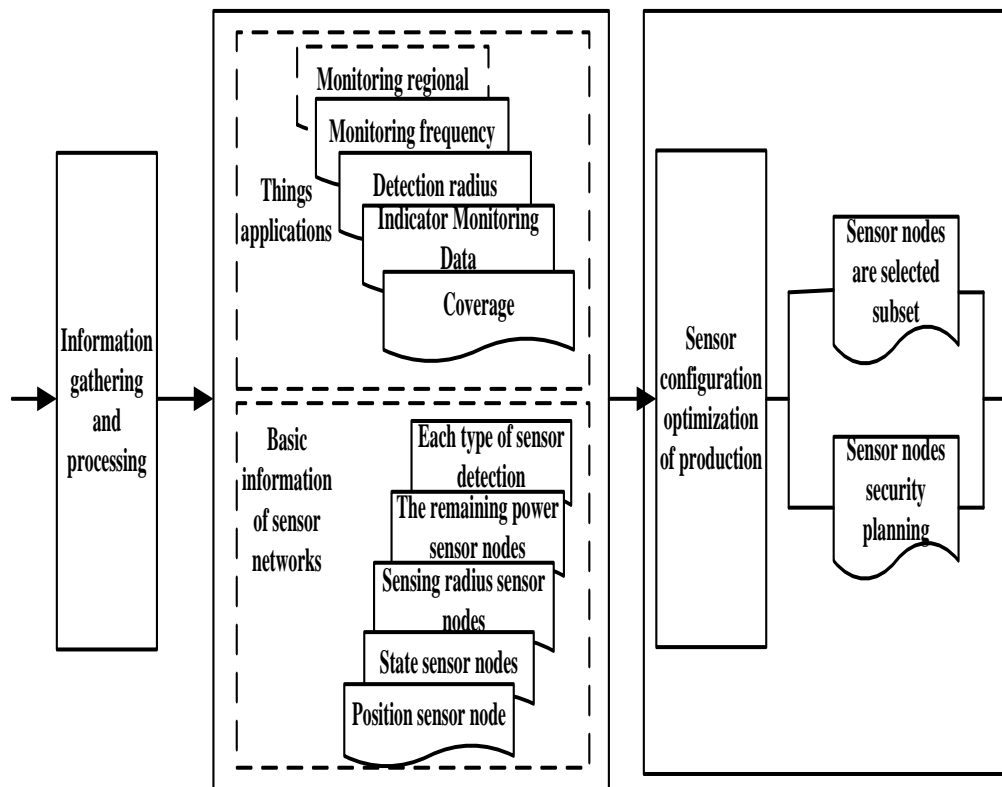 Information
gathering
and
processing
Things
applications
Monitoring regional
Monitoring frequency
Detection radius
Indicator Monitoring
Data
Coverage
Basic
information
of sensor
networks
Each type of sensor
detection
The remaining power
sensor nodes
Sensing radius sensor
nodes
State sensor nodes
Position sensor node
Sensor
configuration
optimization
of production
Sensor nodes
are selected
subset
Sensor nodes
security
planning